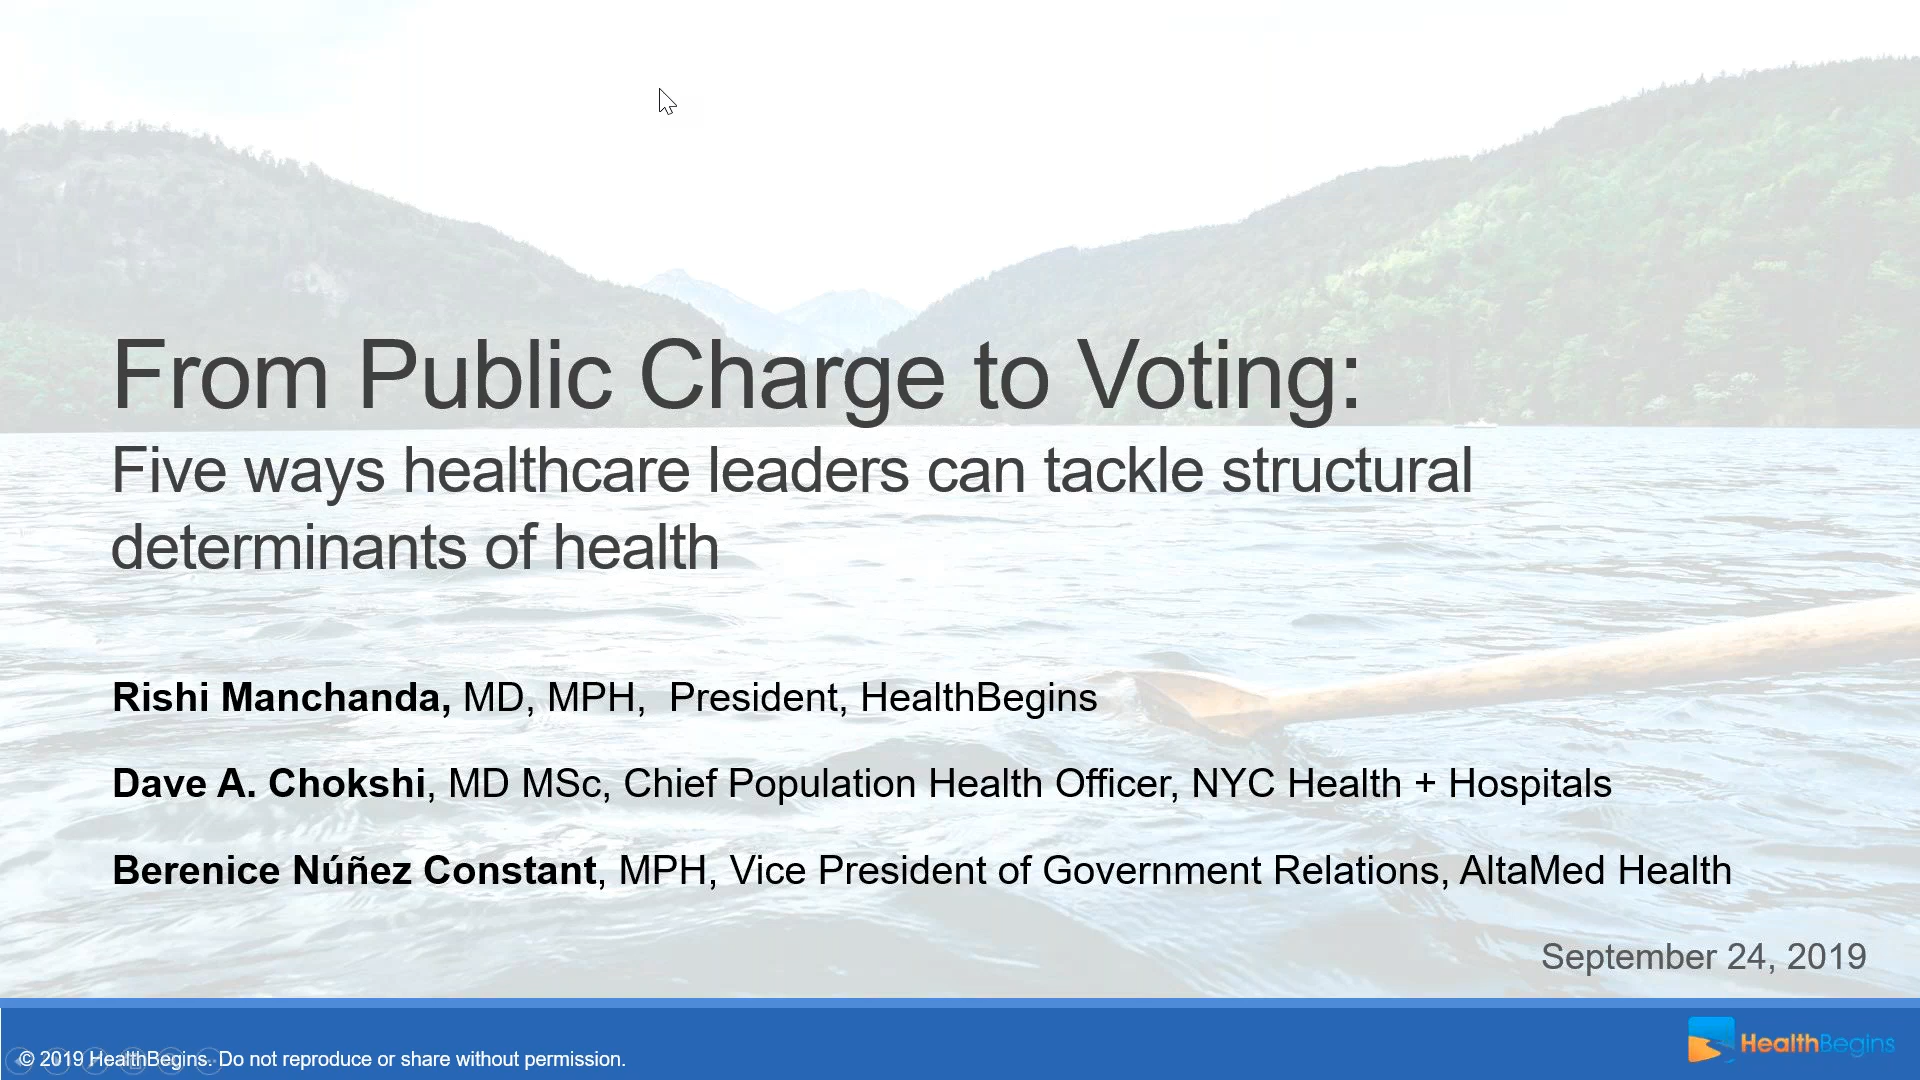 From Public Charge to Voting:
Five ways healthcare leaders can tackle structural
determinants of health
Rishi Manchanda, MD, MPH,  President, HealthBegins
Dave A. Chokshi, MD MSc, Chief Population Health Officer, NYC Health + Hospitals
Berenice Núñez Constant, MPH, Vice President of Government Relations, AltaMed Health
September 24, 2019
© 2019 HealthBegins. Do not reproduce or share without permission.
HealthBegins